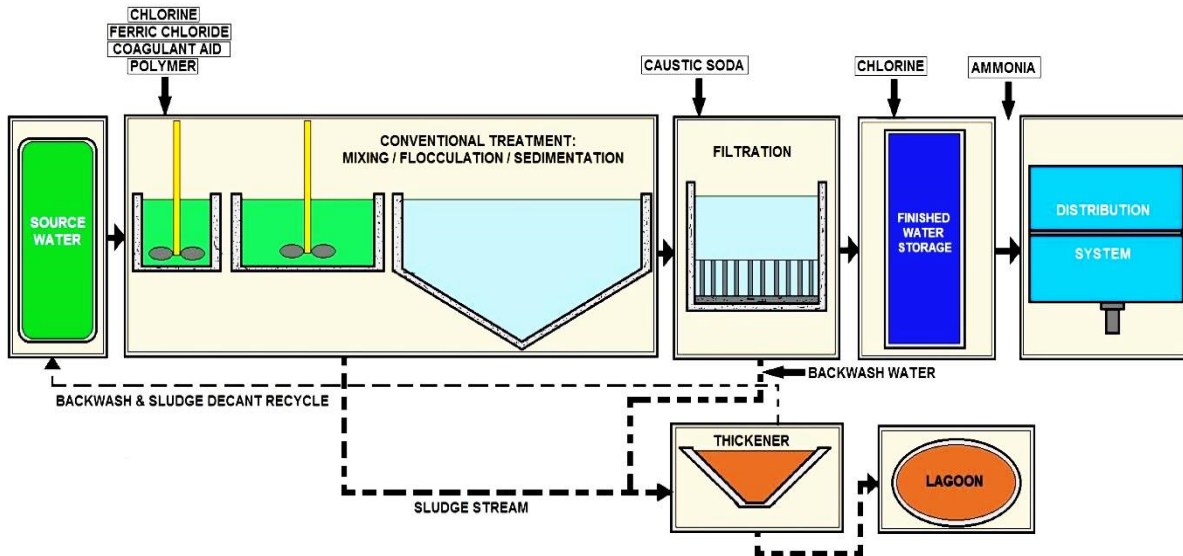 CHLORINE
FERRIC CHLORIDE
COAGULANT AID
POLYMER
CAUSTIC SODA
CHLORINE
AMMONIA
SOURCE
WATER
CONVENTIONAL TREATMENT:
MIXING / FLOCCULATION / SEDIMENTATION
FILTRATION
FINISHED
WATER
STORAGE
DISTRIBUTION
SYSTEM
BACKWASH WATER
BACKWASH & SLUDGE DECANT RECYCLE
THICKENER
LAGOON
SLUDGE STREAM